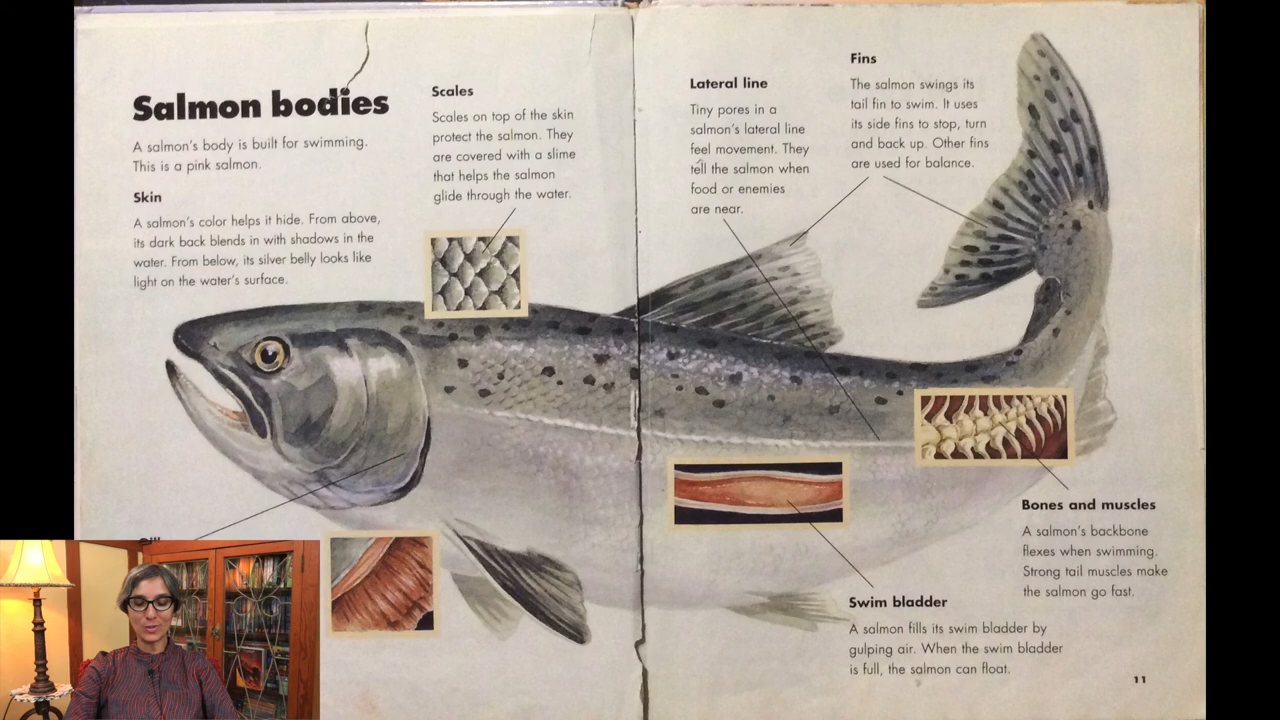 Salmon bodies
A salmon's body is built for swimming.
This is a pink salmon.
Skin
A salmon's color helps it hide. From above,
its dark back blends in with shadows in the
water. From below, its silver belly looks like
light on the water's surface.
Scales
Scales on top of the skin
protect the salmon. They
are covered with a slime
that helps the salmon
glide through the water.
Lateral line
Tiny pores in a
salmon's lateral line
feel movement. They
tell the salmon when
food or enemies
are near.
Fins
The salmon swings its
tail fin to swim. It uses
its side fins to stop, turn
and back up. Other fins
are used for balance.
Bones and muscles
A salmon's backbone
flexes when swimming.
Strong tail muscles make
the salmon go fast.
Swim bladder
A salmon fills its swim bladder by
gulping air. When the swim bladder
is full, the salmon can float.
11